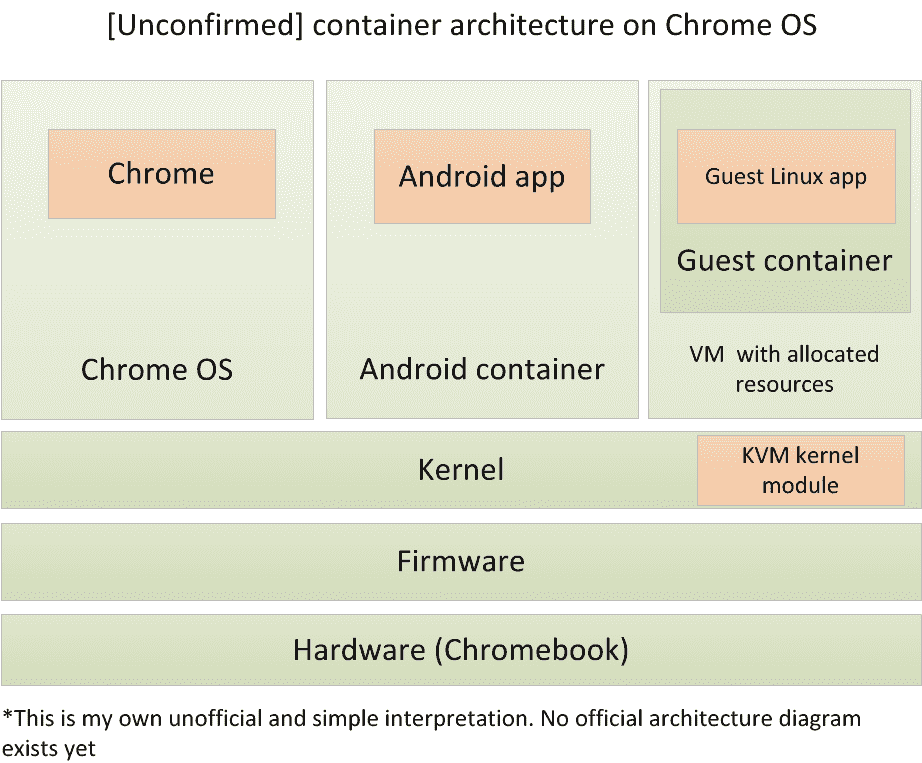 [Unconfirmed] container architecture on Chrome OS
Chrome
Android app
Guest Linux app
Guest container
Chrome OS
Android container
VM with allocated
resources
Kernel
KVM kernel
module
Firmware
Hardware (Chromebook)
*This is my own unofficial and simple interpretation. No official architecture diagram
exists yet